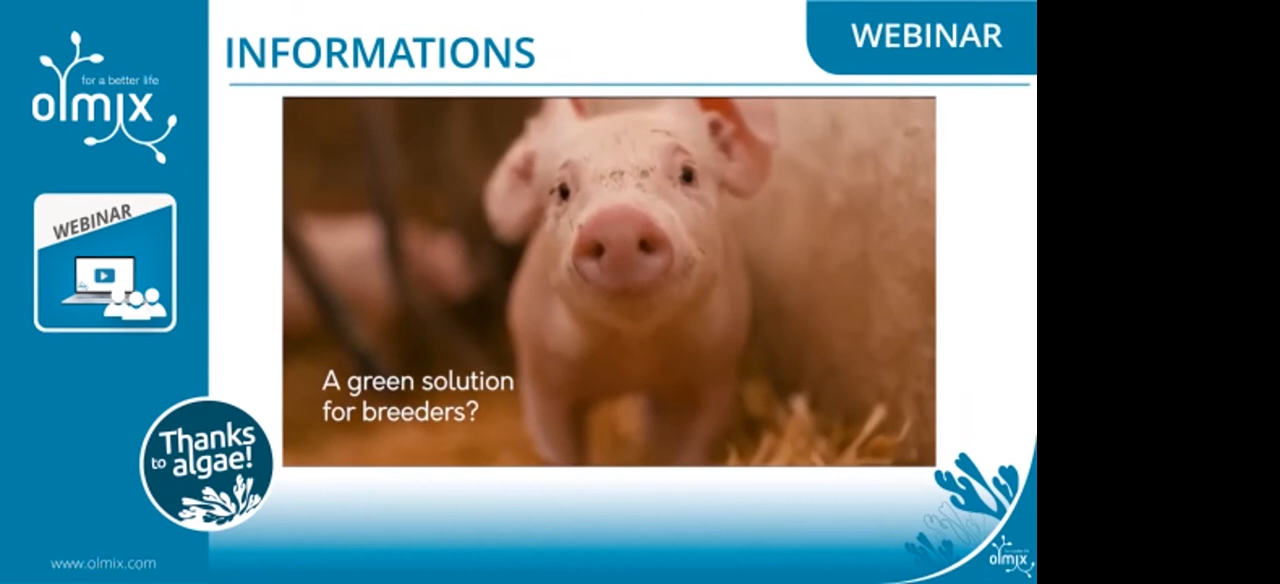 for a better life
olmix
INFORMATIONS
WEBINAR
WEBINAR
A green solution
for breeders?
Thanks
to algae!
www.olmix.com
olmix